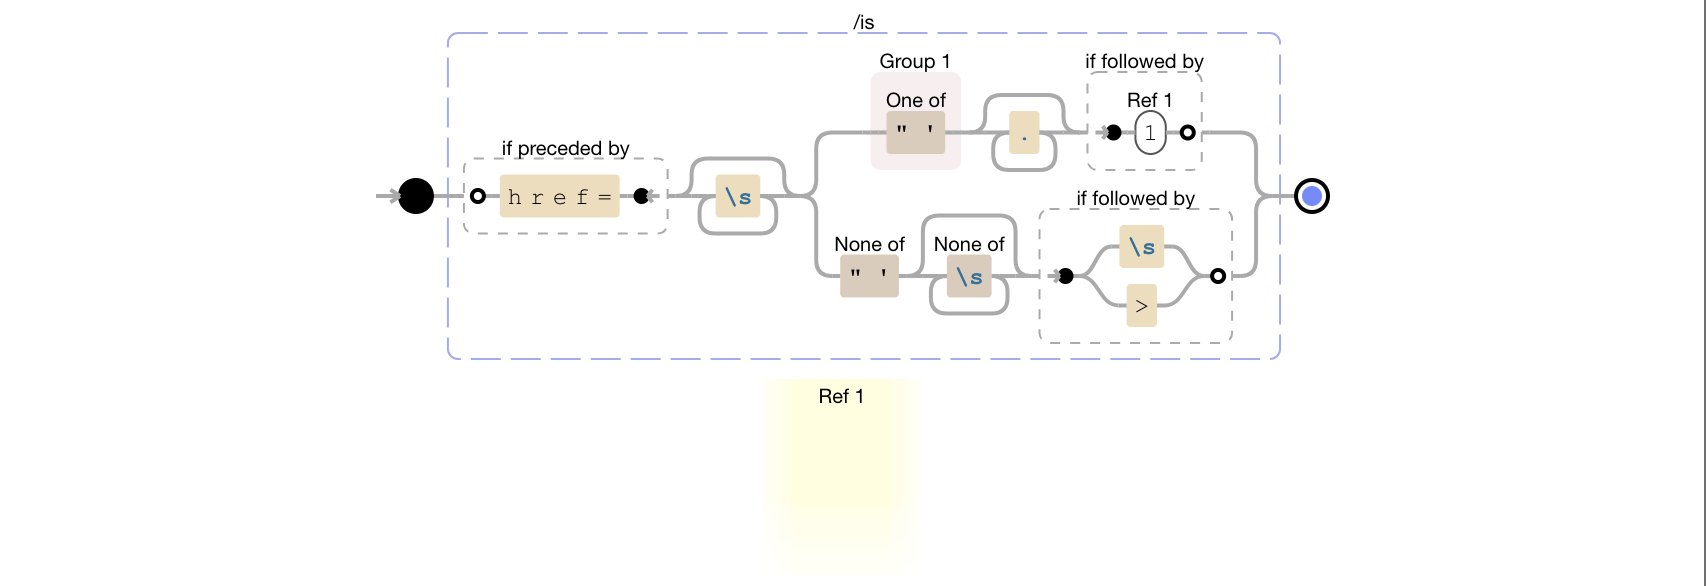 /is
Group 1
if followed by
One of
Ref 1
" '
.
1
if preceded by
h r e f =
\s
if followed by
None of
None of
\s
" '
\s
>
Ref 1